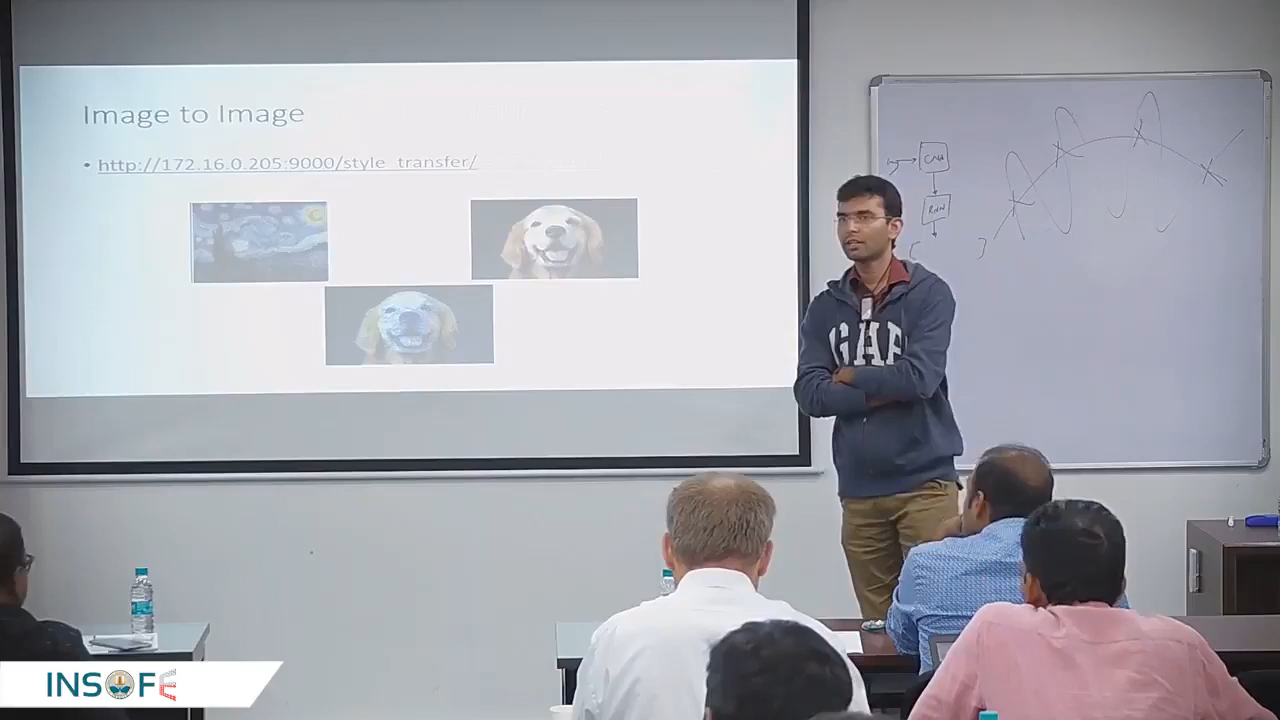 Image to Image
• http://172.16.0.205:9000/style_transfer/
CNN
RNN
GAP
INSOFE